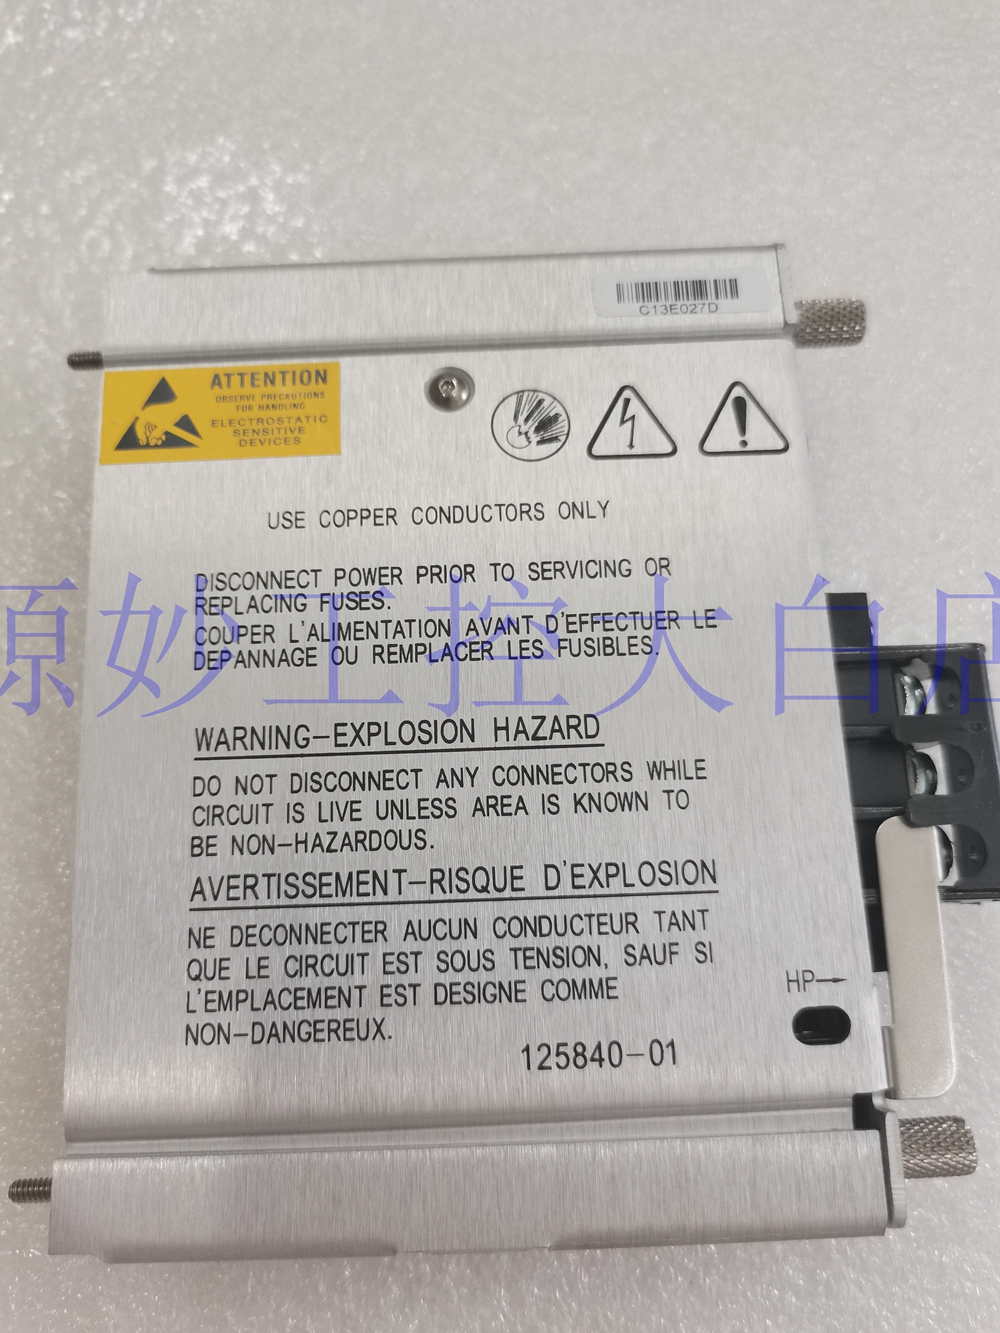 C13E027D
ATTENTION
OBSERVE PRECAUTIONS
FOR HANDLING
ELECTROSTATIC
SENSITIVE
DEVICES
USE COPPER CONDUCTORS ONLY
DISCONNECT POWER PRIOR TO SERVICING OR
REPLACING FUSES.
COUPER L'ALIMENTATION AVANT D'EFFECTUER LE
DEPANNAGE OU REMPLACER LES FUSIBLES.
源妙工控大白店
WARNING-EXPLOSION HAZARD
DO NOT DISCONNECT ANY CONNECTORS WHILE
CIRCUIT IS LIVE UNLESS AREA IS KNOWN TO
BE NON-HAZARDOUS.
AVERTISSEMENT-RISQUE D'EXPLOSION
NE DECONNECTER AUCUN CONDUCTEUR TANT
QUE LE CIRCUIT EST SOUS TENSION, SAUF SI
L'EMPLACEMENT EST DESIGNE COMME
NON-DANGEREUX.
HP→
125840-01